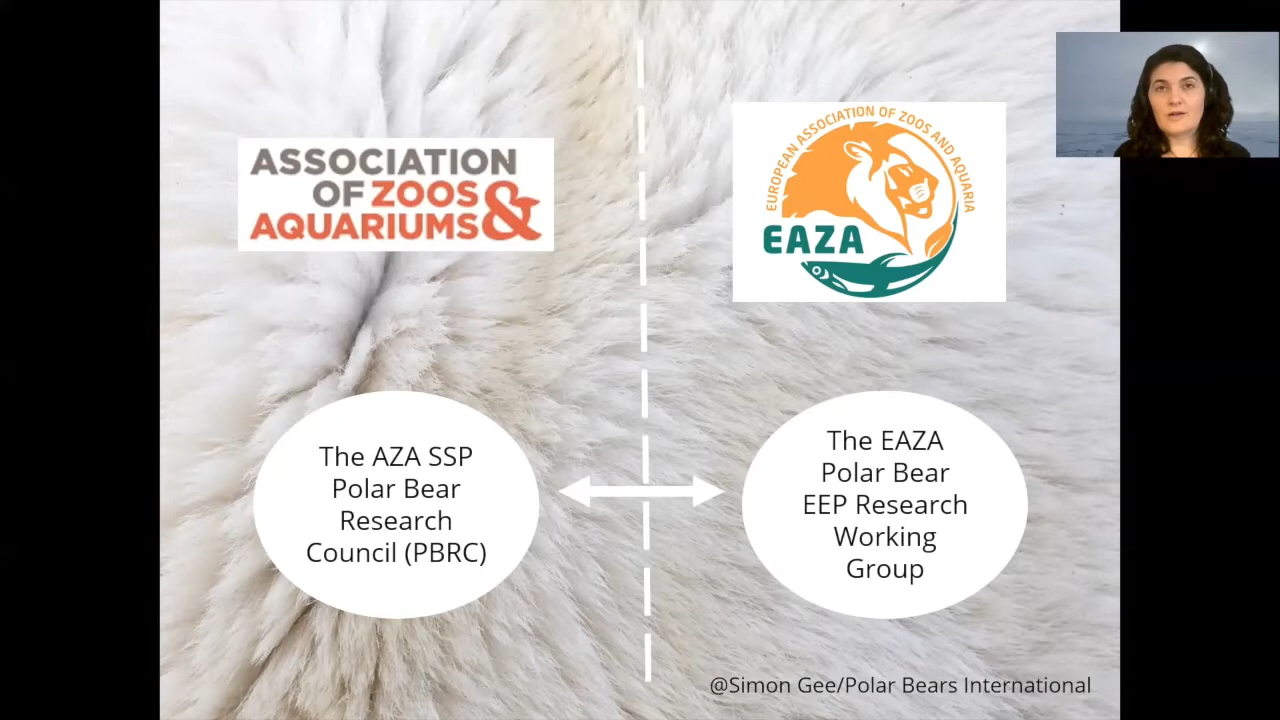 ASSOCIATION
OF ZOOS &
AQUARIUMS
EUROPEAN ASSOCIATION OF ZOOS AND AQUARIA
EAZA
The AZA SSP
Polar Bear
Research
Council (PBRC)
The EAZA
Polar Bear
EEP Research
Working
Group
@Simon Gee/Polar Bears International